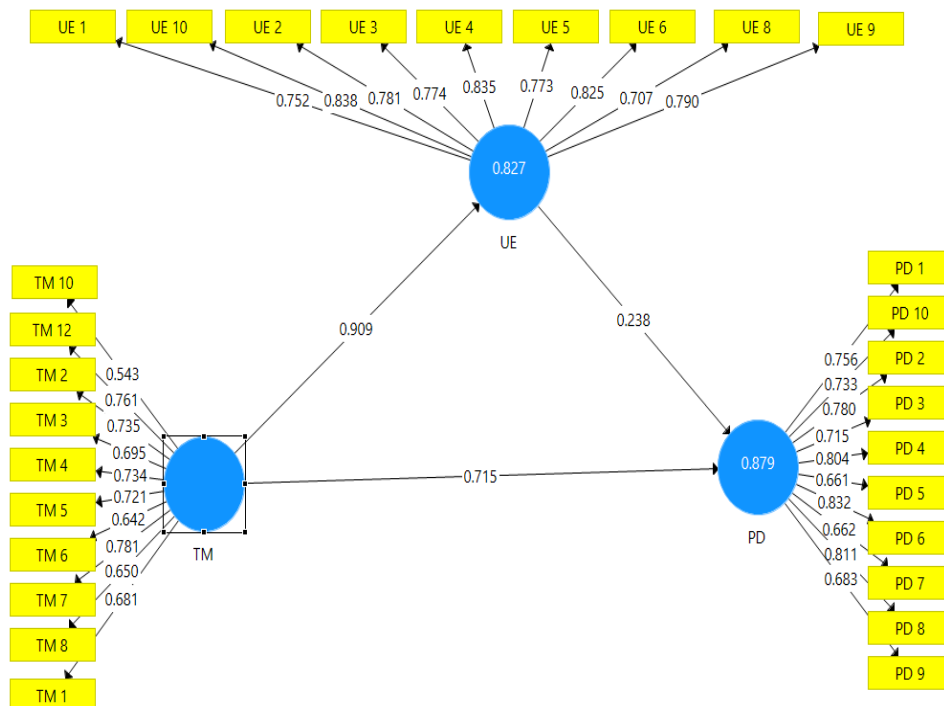 UE 1
UE 10
UE 2
UE 3
UE 4
UE 5
UE 6
UE 8
UE 9
0.752
0.838
0.781
0.774
0.835
0.773
0.825
0.707
0.790
0.827
UE
TM 10
TM 12
TM 2
TM 3
TM 4
TM 5
TM 6
TM 7
TM 8
TM 1
0.543
0.761
0.735
0.695
0.734
0.721
0.642
0.781
0.650
0.681
TM
0.909
0.238
0.715
0.879
PD
0.756
0.733
0.780
0.715
0.804
0.661
0.832
0.662
0.811
0.683
PD 1
PD 10
PD 2
PD 3
PD 4
PD 5
PD 6
PD 7
PD 8
PD 9